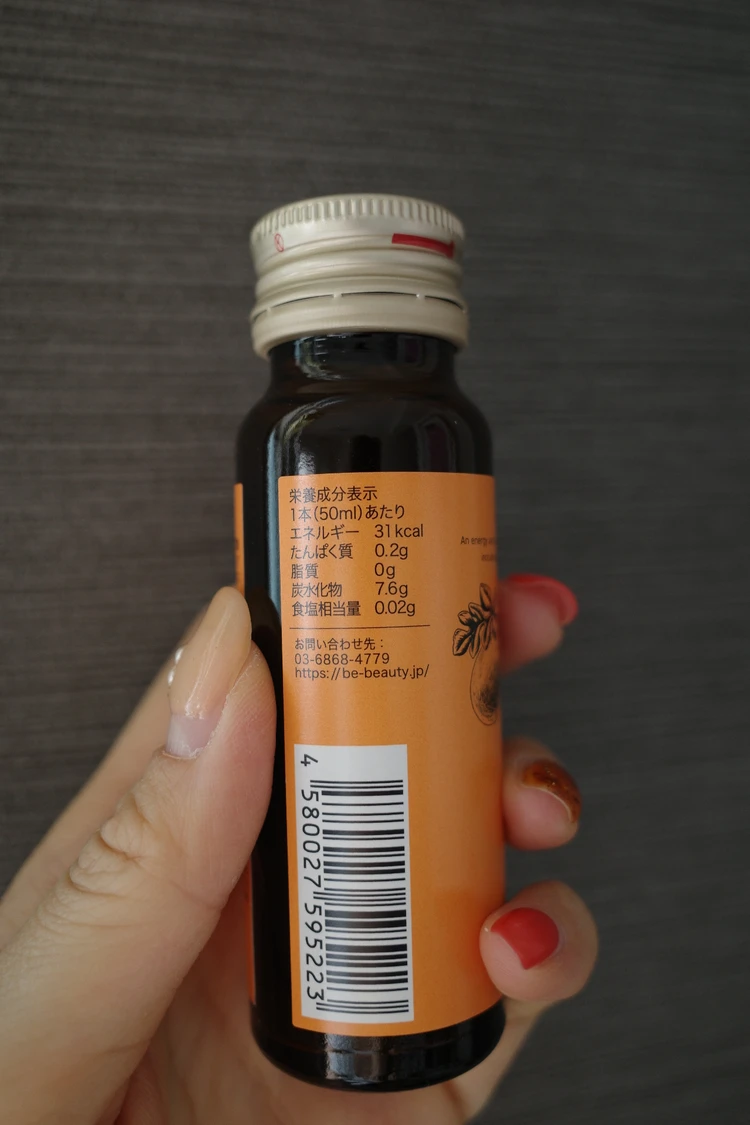 栄養成分表示
1本(50ml)あたり
エネルギー 31kcal
たんぱく質 0.2g
脂質 0g
炭水化物 7.6g
食塩相当量 0.02g
お問い合わせ先：
03-6868-4779
https://be-beauty.jp/
An energy
4 580027 595223